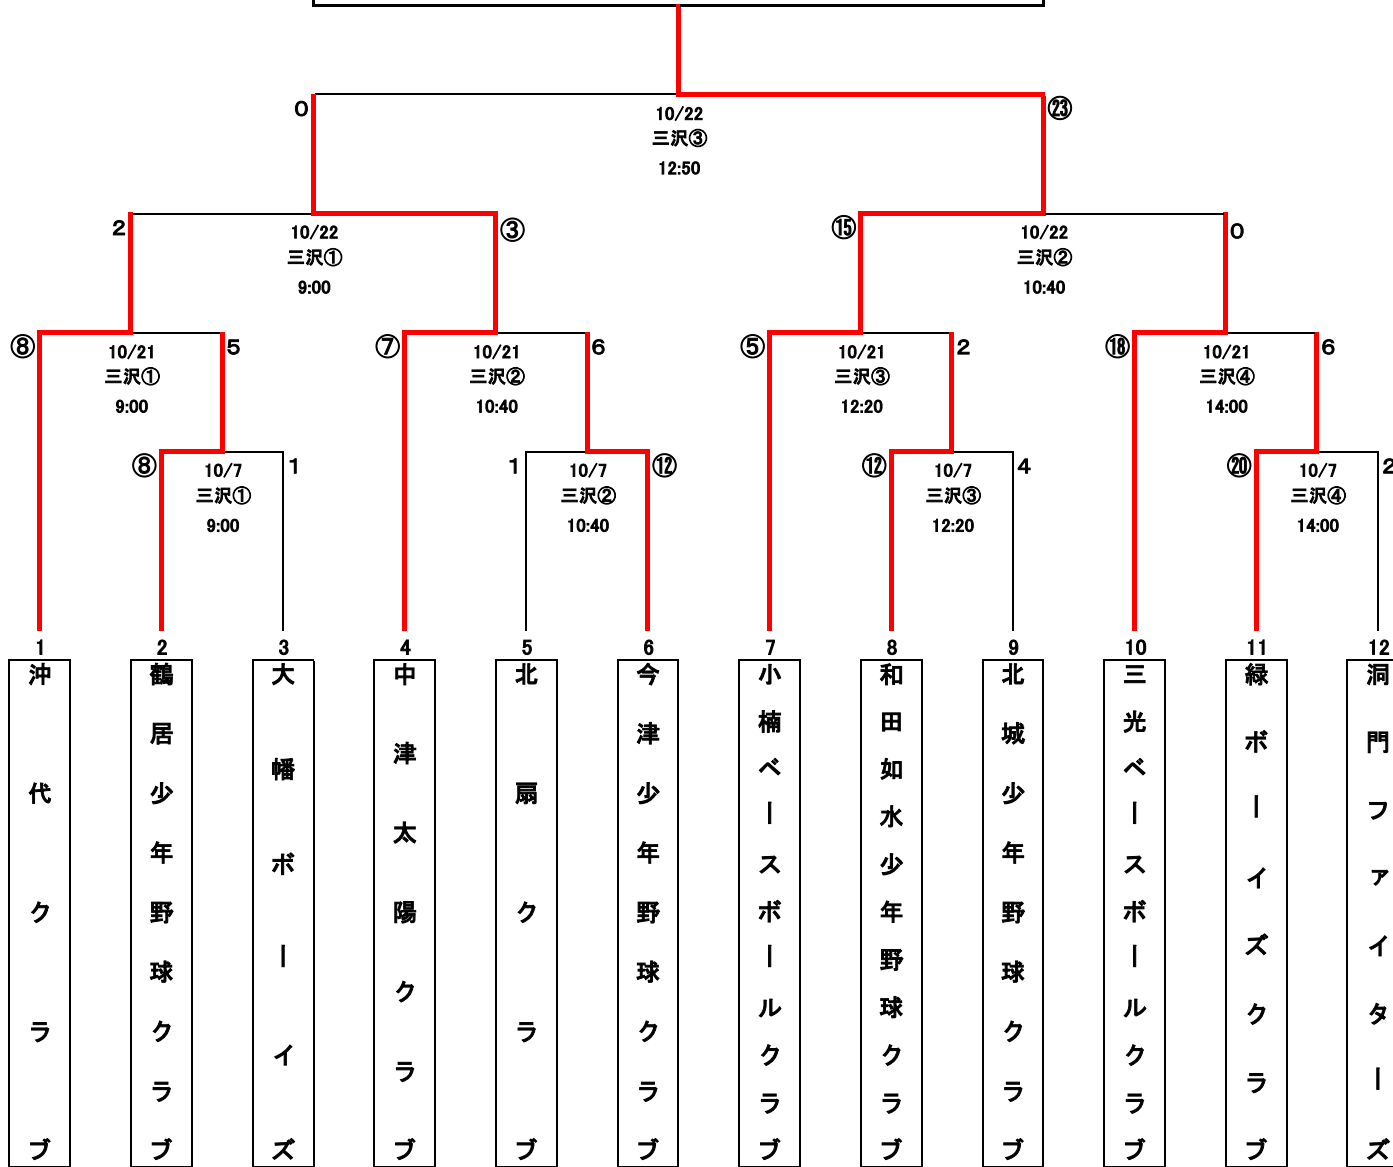 0
㉓
10/22
三沢③
12:50
2
③
⑮
0
10/22
三沢①
9:00
10/22
三沢②
10:40
⑧
5
⑦
6
⑤
2
⑱
6
10/21
三沢①
9:00
10/21
三沢②
10:40
10/21
三沢③
12:20
10/21
三沢④
14:00
⑧
1
1
⑫
⑫
4
⑳
2
10/7
三沢①
9:00
10/7
三沢②
10:40
10/7
三沢③
12:20
10/7
三沢④
14:00
1
2
3
4
5
6
7
8
9
10
11
12
沖代クラブ
鶴居少年野球クラブ
大幡ボーイズ
中津太陽クラブ
北扇クラブ
今津少年野球クラブ
小楠ベースボールクラブ
和田如水少年野球クラブ
北城少年野球クラブ
三光ベースボールクラブ
緑ボーイズクラブ
洞門ファイターズ